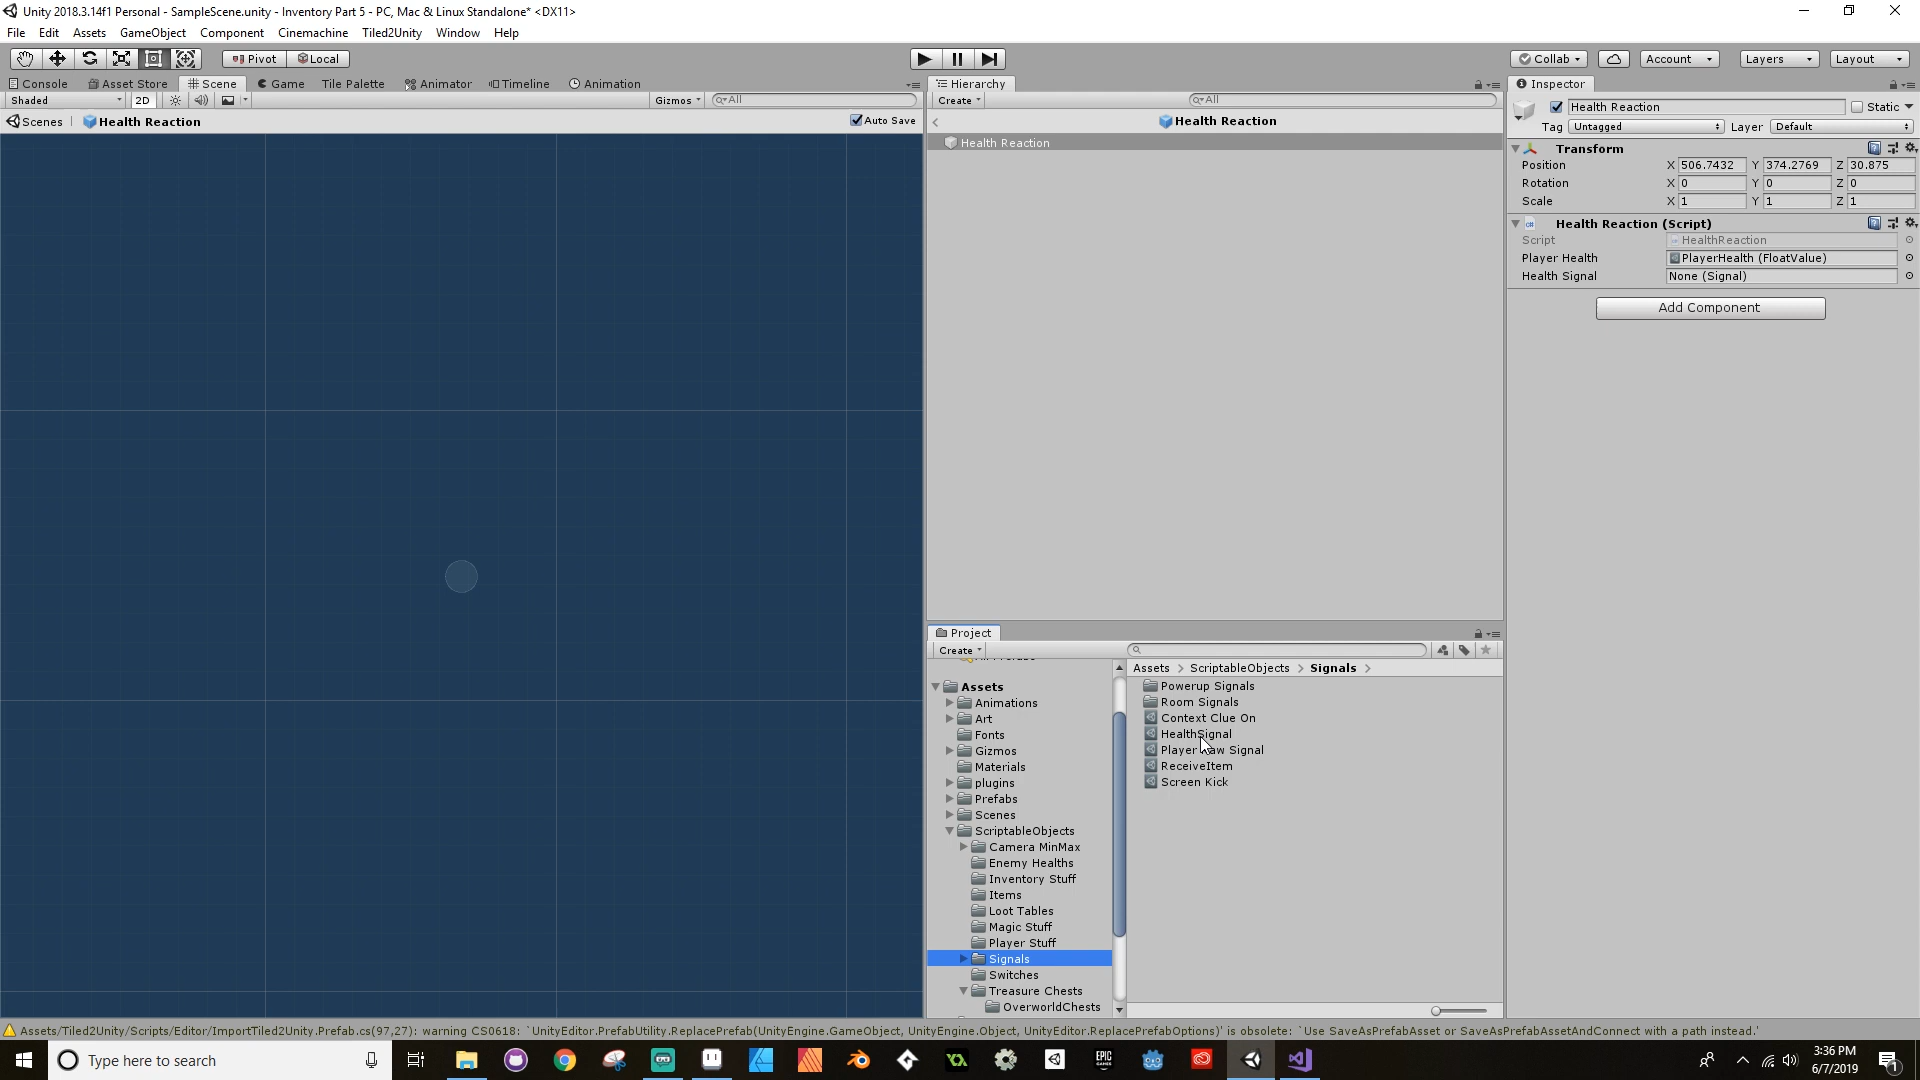 Unity 2018.3.14f1 Personal - SampleScene.unity - Inventory Part 5 - PC, Mac & Linux Standalone* <DX11>
File Edit Assets GameObject Component Cinemachine Tiled2Unity Window Help
Pivot Local Collab Account Layers Layout
Console Asset Store Scene Game Tile Palette Animator Timeline Animation
Shaded 2D Gizmos All
Scenes Health Reaction Auto Save
Hierarchy
Create All
Health Reaction
Health Reaction
Inspector
Health Reaction Static
Tag Untagged Layer Default
Transform
Position X 506.7432 Y 374.2769 Z 30.875
Rotation X 0 Y 0 Z 0
Scale X 1 Y 1 Z 1
Health Reaction (Script)
Script HealthReaction
Player Health PlayerHealth (FloatValue)
Health Signal None (Signal)
Add Component
Project
Create
Assets
Animations
Art
Fonts
Gizmos
Materials
plugins
Prefabs
Scenes
ScriptableObjects
Camera MinMax
Enemy Healths
Inventory Stuff
Items
Loot Tables
Magic Stuff
Player Stuff
Signals
Switches
Treasure Chests
OverworldChests
Assets > ScriptableObjects > Signals >
Powerup Signals
Room Signals
Context Clue On
HealthSignal
Player Signal
ReceiveItem
Screen Kick
Assets/Tiled2Unity/Scripts/Editor/ImportTiled2Unity.Prefab.cs(97,27): warning CS0618: `UnityEditor.PrefabUtility.ReplacePrefab(UnityEngine.GameObject, UnityEngine.Object, UnityEditor.ReplacePrefabOptions)' is obsolete: `Use SaveAsPrefabAsset or SaveAsPrefabAssetAndConnect with a path instead.'
Type here to search
3:36 PM
6/7/2019
1